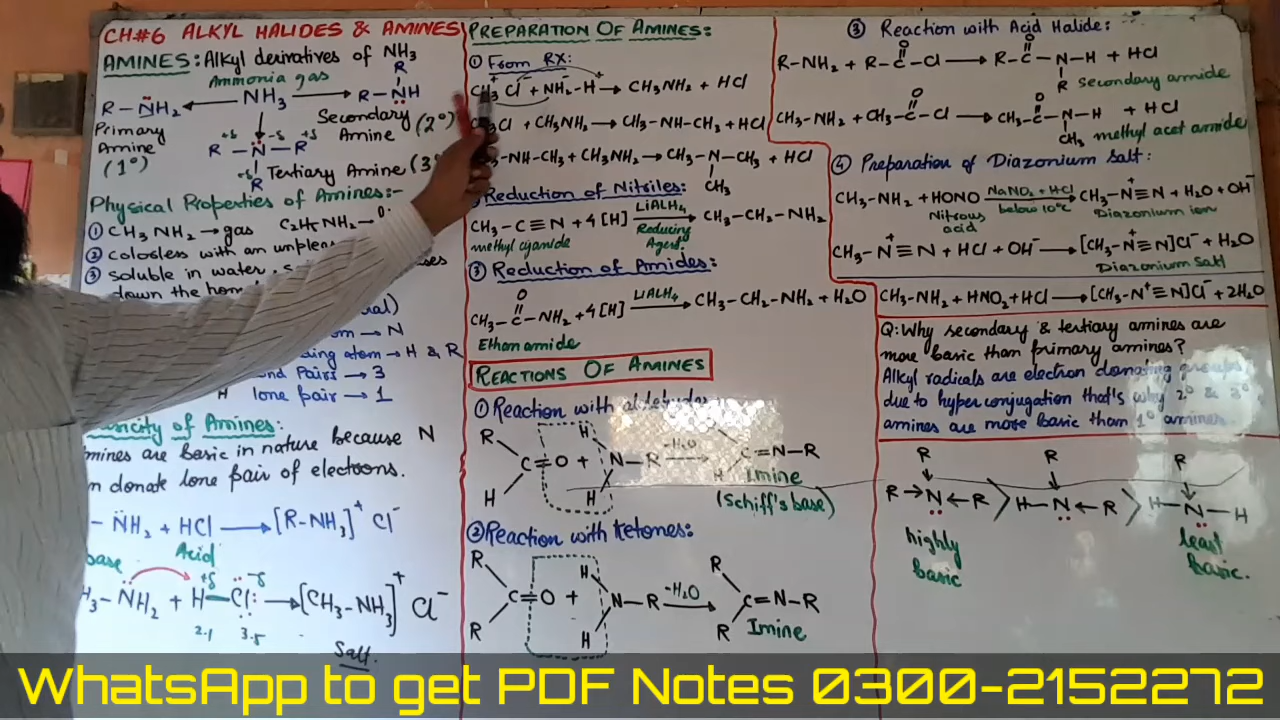 CH#6 ALKYL HALIDES & AMINES
AMINES: Alkyl derivatives of NH₃
Ammonia gas
R-N̈H₂ ← NH₃ → R-N̈H
R
Primary Amine (1°)
Secondary Amine (2°)
R-N̈-R
R
Tertiary Amine (3°
Physical Properties of Amines:-
① CH₃NH₂ → gas C₂H₅NH₂ →
② colorless with an
③ soluble in water,
down the
→ N
atom → H & R
Pairs → 3
lone pair → 1
of Amines:
mines are basic in nature because N
n donate lone pair of electoons.
-N̈H₂ + HCl → [R-NH₃]⁺ Cl⁻
base Acid
H₃-N̈H₂ + H-Cl: → [CH₃-NH₃]⁺ Cl⁻
+δ -δ
2.1 3.5
Salt.
PREPARATION OF AMINES:
① From RX:
CH₃⁺ Cl⁻ + NH₂⁻-H⁺ → CH₃NH₂ + HCl
Cl + CH₃NH₂ → CH₃-NH-CH₃ + HCl
-NH-CH₃ + CH₃NH₂ → CH₃-N-CH₃ + HCl
CH₃
Reduction of Nitriles:
CH₃-C≡N + 4[H] LiAlH₄→ CH₃-CH₂-NH₂
methyl cyanide Reducing Agent.
③ Reduction of Amides:
O
CH₃-C-NH₂ + 4[H] LiAlH₄→ CH₃-CH₂-NH₂ + H₂O
Ethanamide
REACTIONS OF AMINES
① Reaction with
R H
C=O + N-R -H₂O→ C=N-R
H H H
Imine
(Schiff's base)
② Reaction with Ketones:
R H R
C=O + N-R -H₂O→ C=N-R
R H R
Imine
③ Reaction with Acid Halide:
O O
R-NH₂ + R-C-Cl → R-C-N-H + HCl
R
secondary amide
O O
CH₃-NH₂ + CH₃-C-Cl → CH₃-C-N-H + HCl
CH₃
methyl acet amide
④ Preparation of Diazonium Salt:
CH₃-NH₂ + HONO NaNO₂ + HCl→ CH₃-N⁺≡N + H₂O + OH⁻
Nitrous acid below 10°C Diazonium ion
CH₃-N⁺≡N + HCl + OH⁻ → [CH₃-N⁺≡N]Cl⁻ + H₂O
Diazonium Salt
CH₃-NH₂ + HNO₂ + HCl → [CH₃-N⁺≡N]Cl⁻ + 2H₂O
Q: Why secondary & tertiary amines are
more basic than primary amines?
Alkyl radicals are electron donating groups
due to hyper conjugation that's why 2° & 3°
amines are more basic than 1° amines.
R R R
R→N̤←R > H-N̤←R > H-N̤-H
highly basic
least basic.
WhatsApp to get PDF Notes 0300-2152272